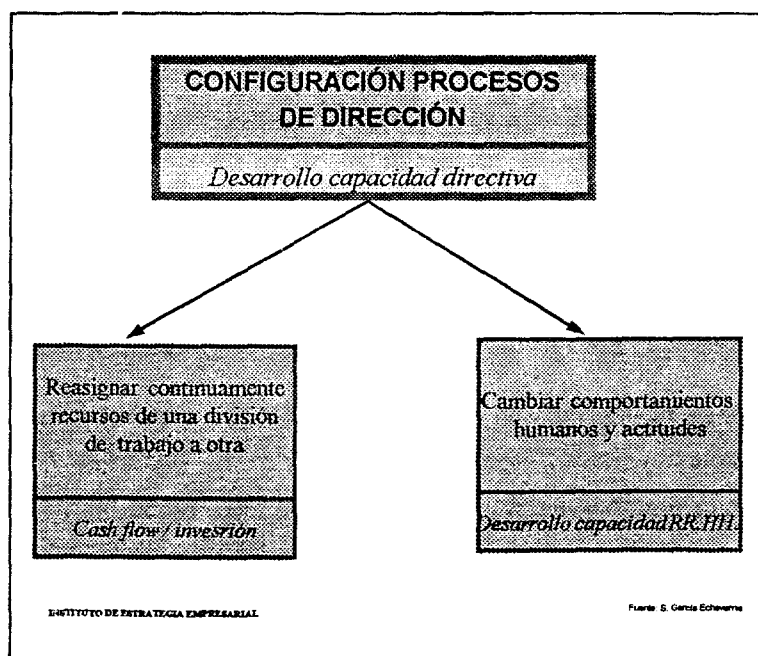 CONFIGURACIÓN PROCESOS
DE DIRECCIÓN
Desarrollo capacidad directiva
Reasignar continuamente
recursos de una división
de trabajo a otra
Cash flow / inversión
Cambiar comportamientos
humanos y actitudes
Desarrollo capacidad RR.HH.
INSTITUTO DE ESTRATEGIA EMPRESARIAL
Fuente: S. García Echevarría